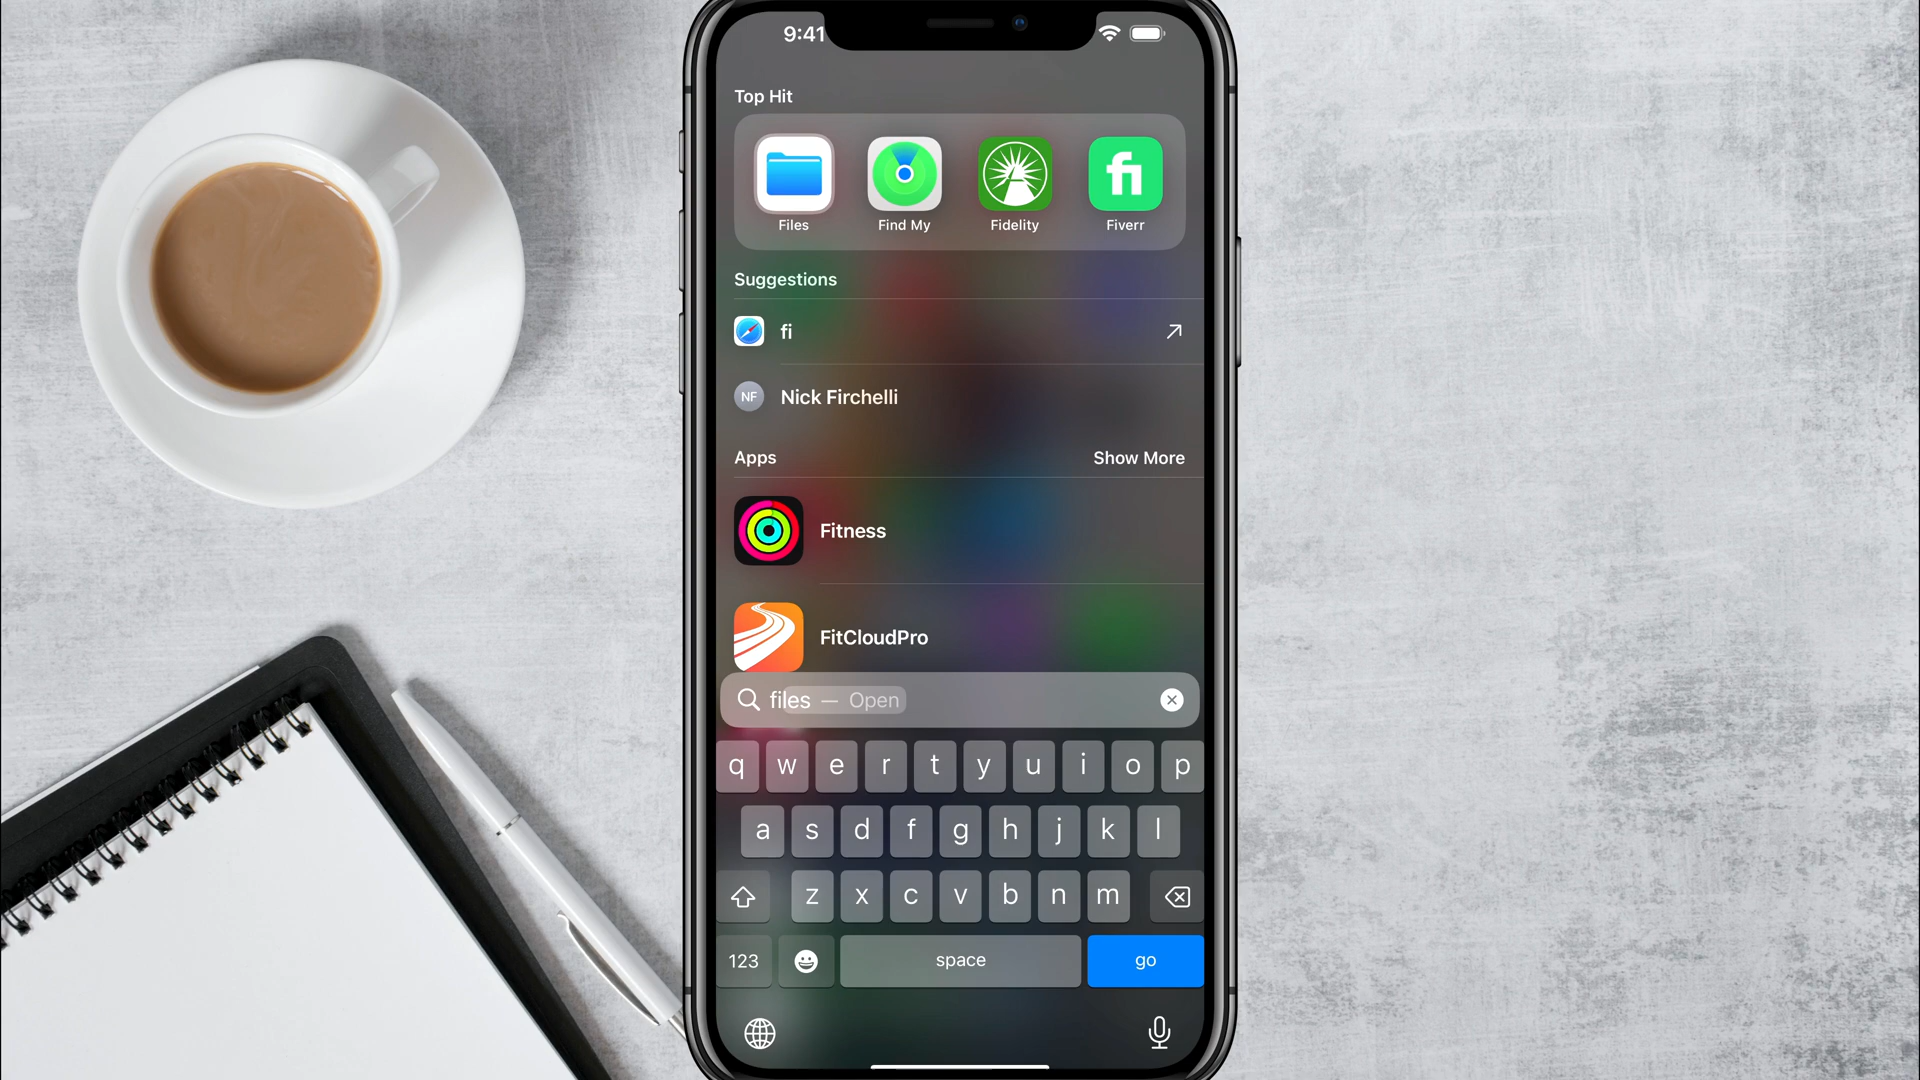 9:41
Top Hit
fi
Files Find My Fidelity Fiverr
Suggestions
fi
NF Nick Firchelli
Apps Show More
Fitness
FitCloudPro
files — Open
q w e r t y u i o p
a s d f g h j k l
z x c v b n m
123 space go